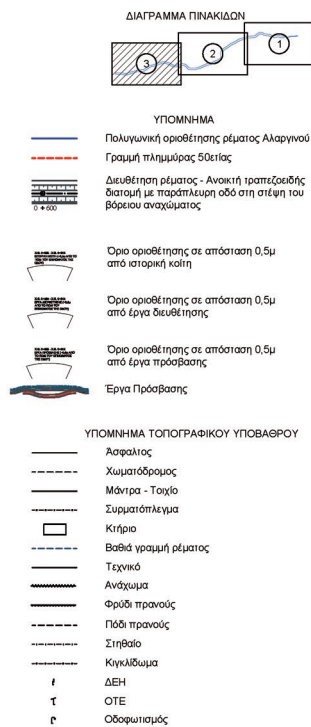 ΔΙΑΓΡΑΜΜΑ ΠΙΝΑΚΙΔΩΝ
1
2
3
ΥΠΟΜΝΗΜΑ
Πολυγωνική οριοθέτηση ρέματος Αλαργινού
Γραμμή πλημμύρας 50ετίας
Διευθέτηση ρέματος - Ανοικτή τραπεζοειδής
διατομή με παράπλευρη οδό στη στέψη του
βόρειου αναχώματος
0+600
Όριο οριοθέτησης σε απόσταση 0,5μ
από ιστορική κοίτη
Όριο οριοθέτησης σε απόσταση 0,5μ
από έργα διευθέτησης
Όριο οριοθέτησης σε απόσταση 0,5μ
από έργα πρόσβασης
Έργα Πρόσβασης
ΥΠΟΜΝΗΜΑ ΤΟΠΟΓΡΑΦΙΚΟΥ ΥΠΟΒΑΘΡΟΥ
Άσφαλτος
Χωματόδρομος
Μάντρα - Τοιχίο
Συρματόπλεγμα
Κτήριο
Βαθιά γραμμή ρέματος
Τεχνικό
Ανάχωμα
Φρύδι πρανούς
Πόδι πρανούς
Στηθαίο
Κιγκλίδωμα
ΔΕΗ
ΟΤΕ
Οδοφωτισμός